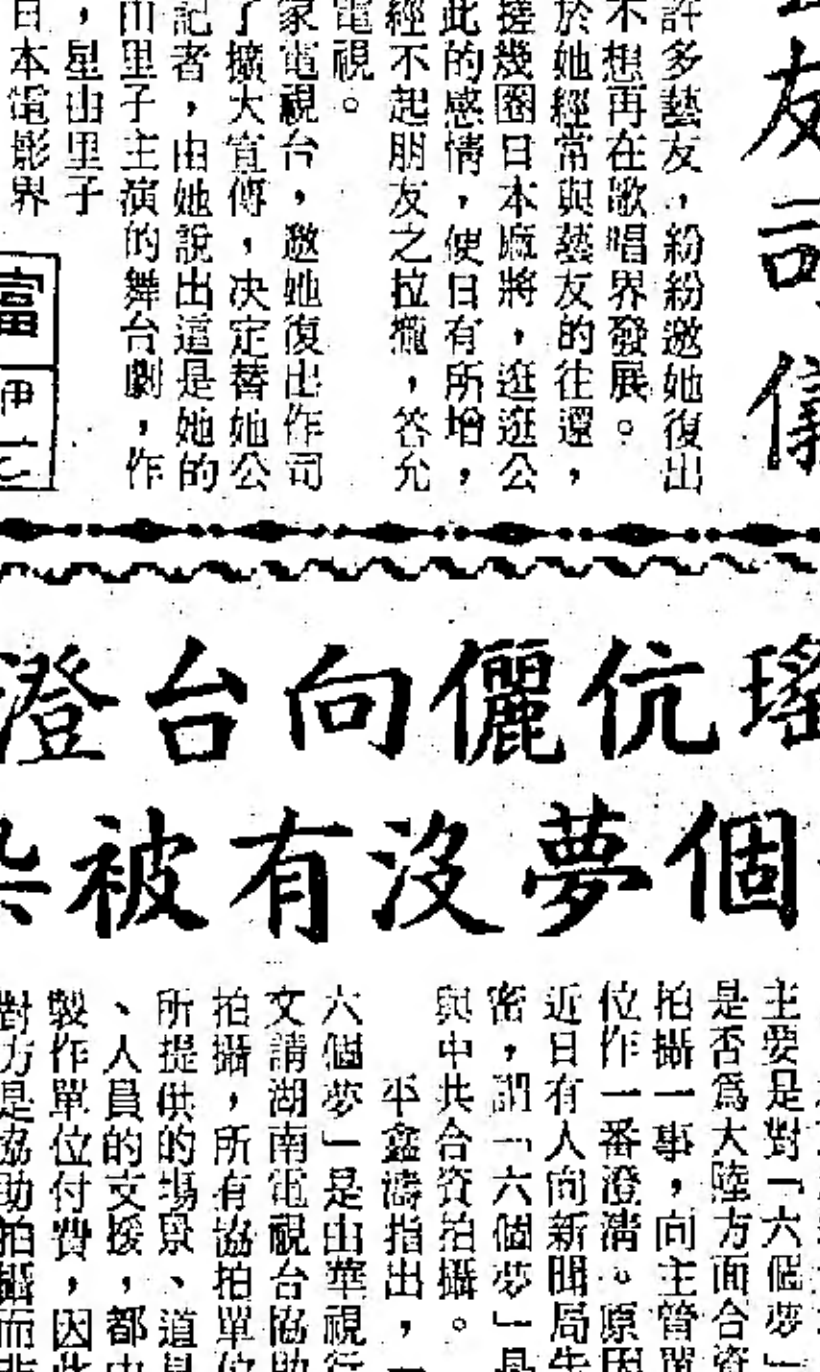 友司儀
許多藝友，紛紛邀她復出
不想再在歌唱界發展。
於她經常與藝友的往還，
搓幾圈日本麻將，逛逛公
此的感情，使日有所增，
經不起朋友之拉攏，答允
電視。
家電視台，邀她復出作司
了擴大宣傳，決定替她公
記者，由她說出這是她的
由里子主演的舞台劇，作
，星由里子
日本電影界
瑤伉儷向台澄
個夢沒有被染
主要是對「六個夢」
是否為大陸方面合資
拍攝一事，向主管單
位作一番澄清。原因
近日有人向新聞局告
密，謂「六個夢」是
與中共合資拍攝。
平鑫濤指出，「
六個夢」是由華視行
文請湖南電視台協助
拍攝，所有協拍單位
所提供的場景、道具
、人員的支援，都由
製作單位付費，因此
對方是協助拍攝而非